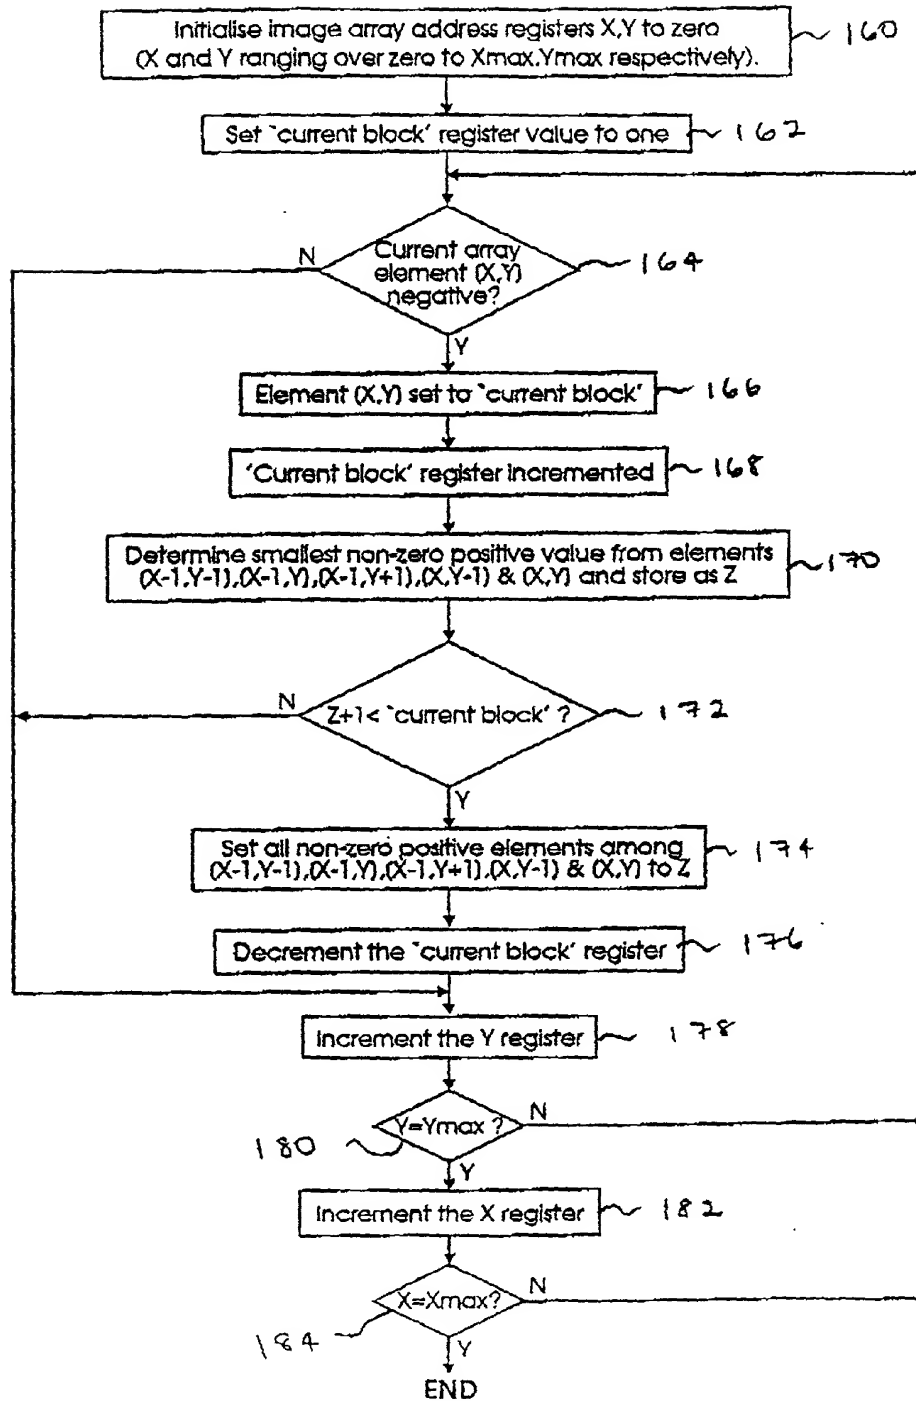 Initialise image array address registers X,Y to zero
(X and Y ranging over zero to Xmax,Ymax respectively).
160
Set `current block' register value to one
162
Current array
element (X,Y)
negative?
164
N
Y
Element (X,Y) set to `current block'
166
'Current block' register incremented
168
Determine smallest non-zero positive value from elements
(X-1,Y-1),(X-1,Y),(X-1,Y+1),(X,Y-1) & (X,Y) and store as Z
170
N
Z+1< `current block' ?
172
Y
Set all non-zero positive elements among
(X-1,Y-1),(X-1,Y),(X-1,Y+1),(X,Y-1) & (X,Y) to Z
174
Decrement the `current block' register
176
Increment the Y register
178
Y=Ymax ?
N
180
Y
Increment the X register
182
X=Xmax?
N
184
Y
END